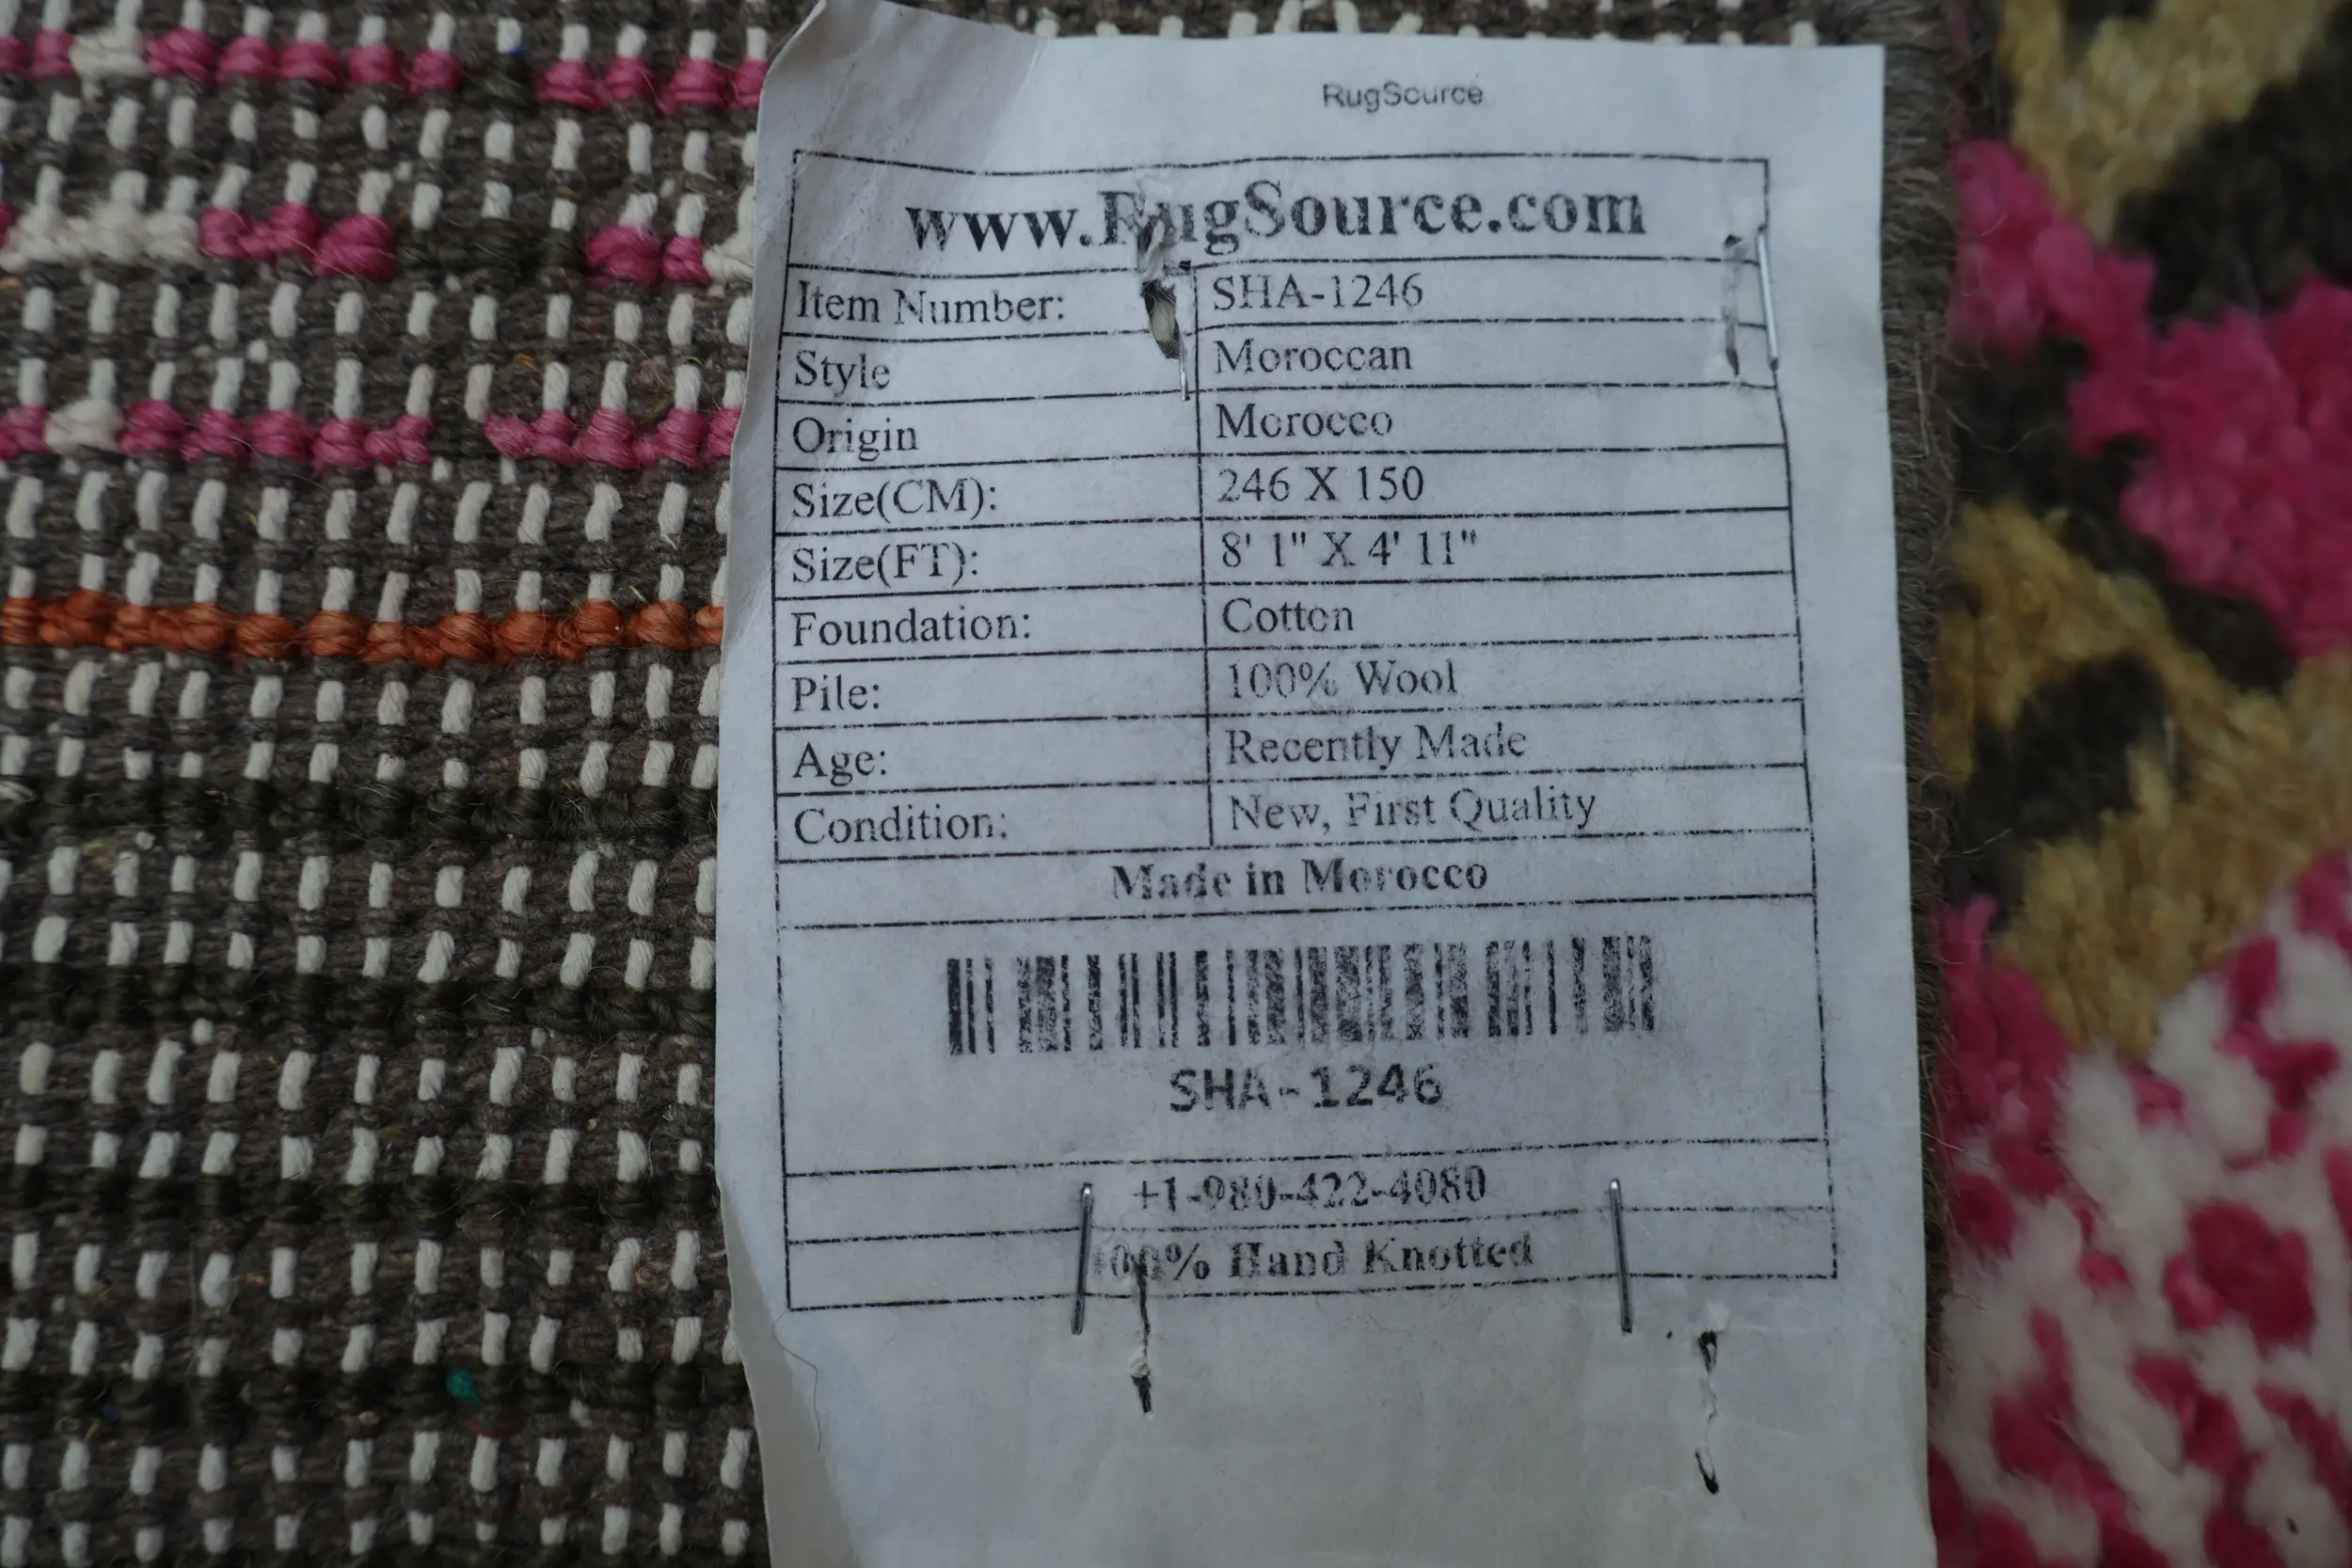 RugSource
www.RugSource.com
Item Number: SHA-1246
Style Moroccan
Origin Morocco
Size(CM): 246 X 150
Size(FT): 8' 1" X 4' 11"
Foundation: Cotton
Pile: 100% Wool
Age: Recently Made
Condition: New, First Quality
Made in Morocco
SHA-1246
+1-980-422-4080
100% Hand Knotted